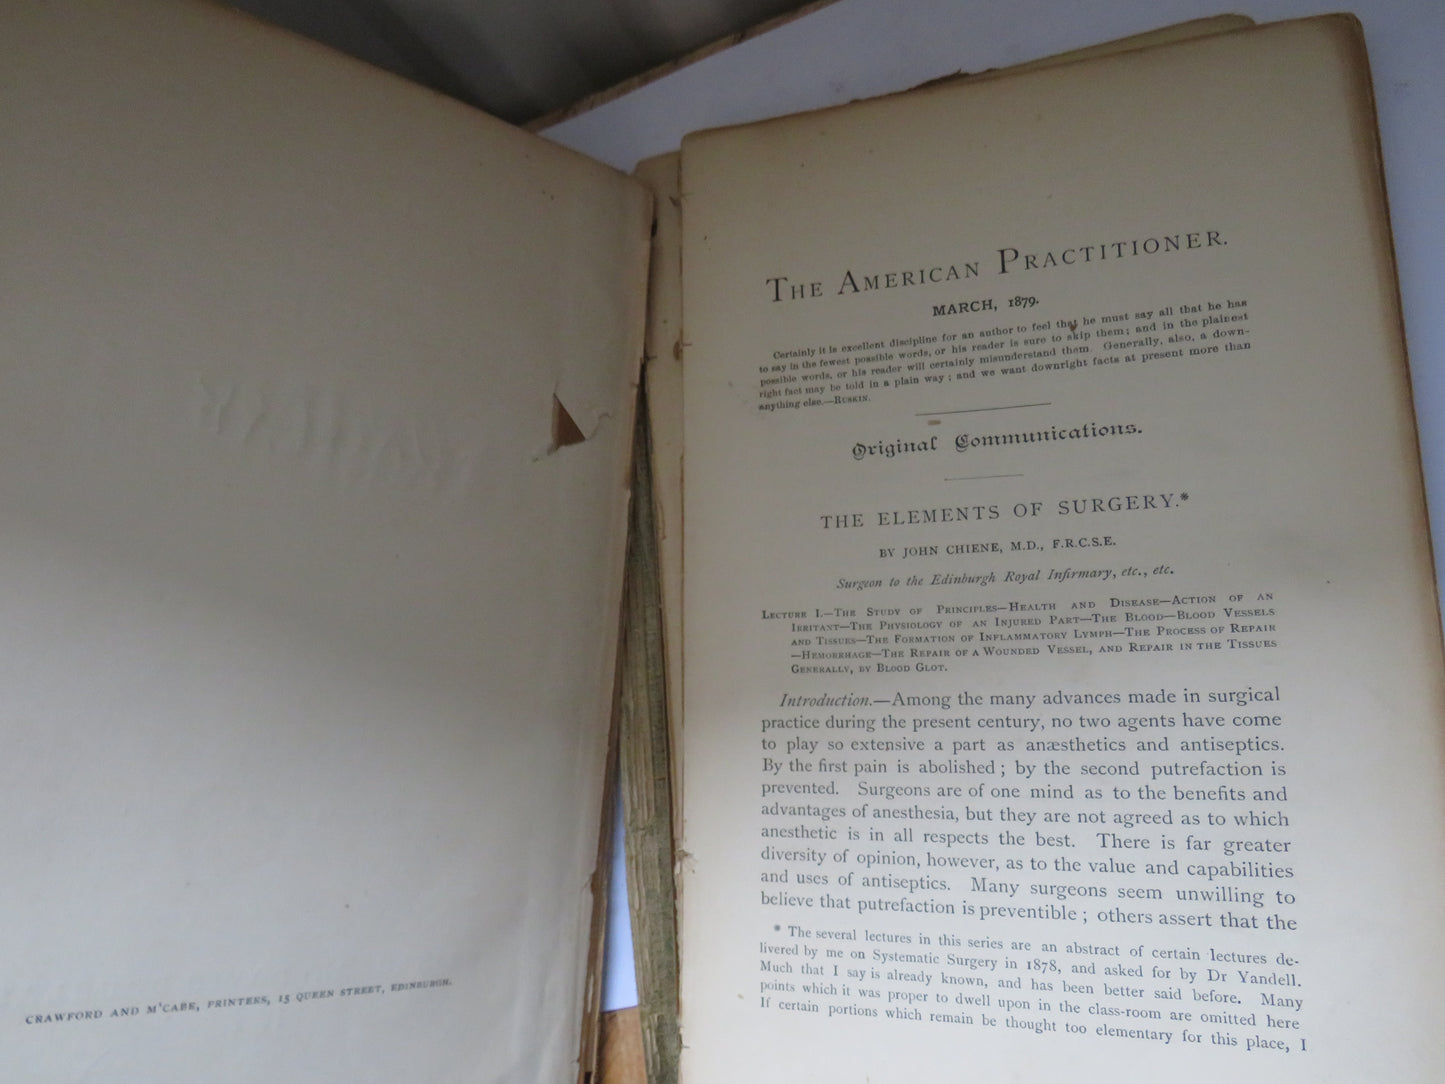 CRAWFORD AND M'CABE, PRINTERS, 15 QUEEN STREET, EDINBURGH.
THE AMERICAN PRACTITIONER.
MARCH, 1879.
Certainly it is excellent discipline for an author to feel that he must say all that he has
to say in the fewest possible words, or his reader is sure to skip them; and in the plainest
possible words, or his reader will certainly misunderstand them. Generally, also, a down-
right fact may be told in a plain way; and we want downright facts at present more than
anything else.—RUSKIN.
Original Communications.
THE ELEMENTS OF SURGERY.*
BY JOHN CHIENE, M.D., F.R.C.S.E.
Surgeon to the Edinburgh Royal Infirmary, etc., etc.
LECTURE I.—THE STUDY OF PRINCIPLES—HEALTH AND DISEASE—ACTION OF AN
IRRITANT—THE PHYSIOLOGY OF AN INJURED PART—THE BLOOD—BLOOD VESSELS
AND TISSUES—THE FORMATION OF INFLAMMATORY LYMPH—THE PROCESS OF REPAIR
—HEMORRHAGE—THE REPAIR OF A WOUNDED VESSEL, AND REPAIR IN THE TISSUES
GENERALLY, BY BLOOD GLOT.
Introduction.—Among the many advances made in surgical
practice during the present century, no two agents have come
to play so extensive a part as anæsthetics and antiseptics.
By the first pain is abolished; by the second putrefaction is
prevented. Surgeons are of one mind as to the benefits and
advantages of anesthesia, but they are not agreed as to which
anesthetic is in all respects the best. There is far greater
diversity of opinion, however, as to the value and capabilities
and uses of antiseptics. Many surgeons seem unwilling to
believe that putrefaction is preventible; others assert that the
* The several lectures in this series are an abstract of certain lectures de-
livered by me on Systematic Surgery in 1878, and asked for by Dr Yandell.
Much that I say is already known, and has been better said before. Many
points which it was proper to dwell upon in the class-room are omitted here
If certain portions which remain be thought too elementary for this place, I